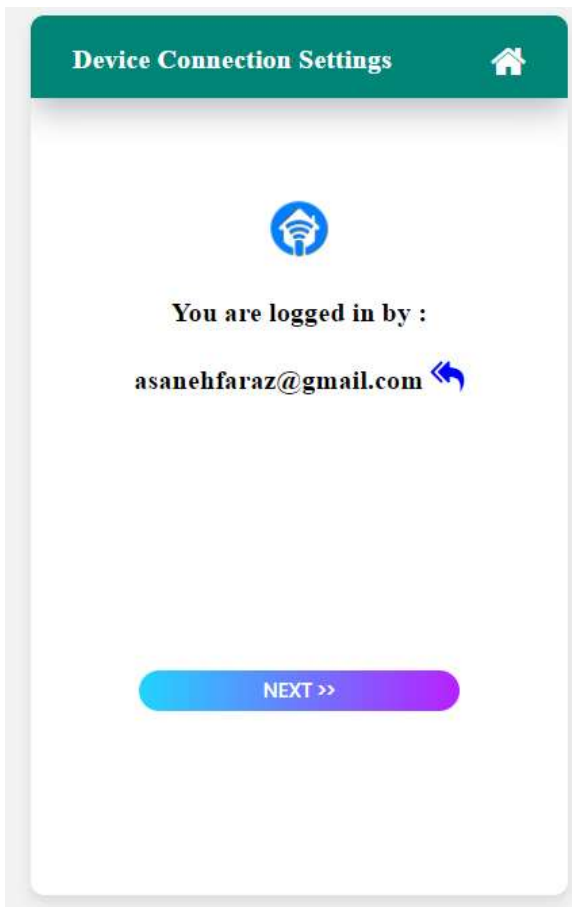 Device Connection Settings
You are logged in by :
asanehfaraz@gmail.com
NEXT >>